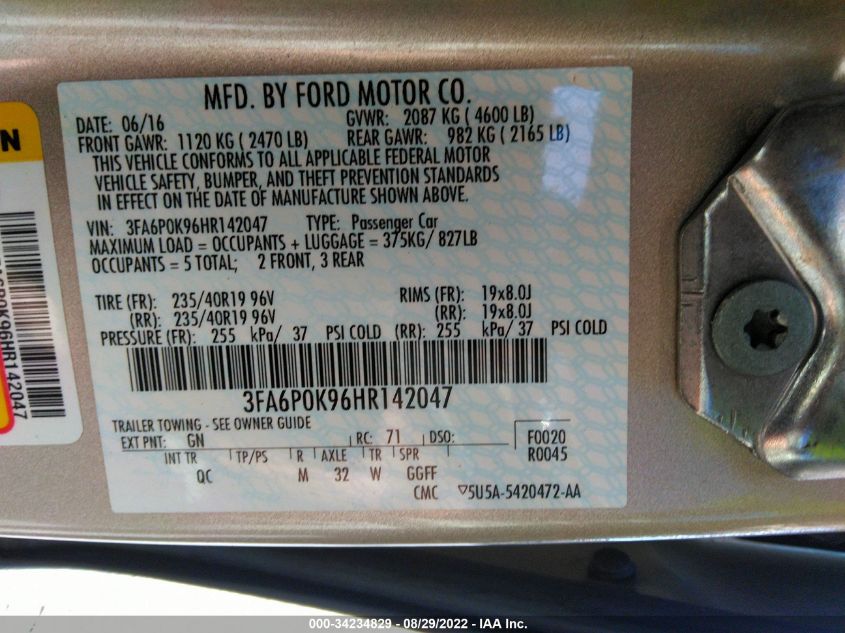 MFD. BY FORD MOTOR CO.
DATE: 06/16 GVWR: 2087 KG ( 4600 LB)
FRONT GAWR: 1120 KG ( 2470 LB) REAR GAWR: 982 KG ( 2165 LB)
THIS VEHICLE CONFORMS TO ALL APPLICABLE FEDERAL MOTOR
VEHICLE SAFETY, BUMPER, AND THEFT PREVENTION STANDARDS
IN EFFECT ON THE DATE OF MANUFACTURE SHOWN ABOVE.
VIN: 3FA6P0K96HR142047 TYPE: Passenger Car
MAXIMUM LOAD = OCCUPANTS + LUGGAGE = 375KG/ 827LB
OCCUPANTS = 5 TOTAL; 2 FRONT, 3 REAR
TIRE (FR): 235/40R19 96V RIMS (FR): 19x8.0J
(RR): 235/40R19 96V (RR): 19x8.0J
PRESSURE (FR): 255 kPa/ 37 PSI COLD (RR): 255 kPa/ 37 PSI COLD
3FA6P0K96HR142047
TRAILER TOWING - SEE OWNER GUIDE
EXT PNT: GN RC: 71 DSO: F0020
INT TR TP/PS R AXLE TR SPR R0045
QC M 32 W GGFF
CMC 5U5A-5420472-AA
000-34234829 - 08/29/2022 - IAA Inc.